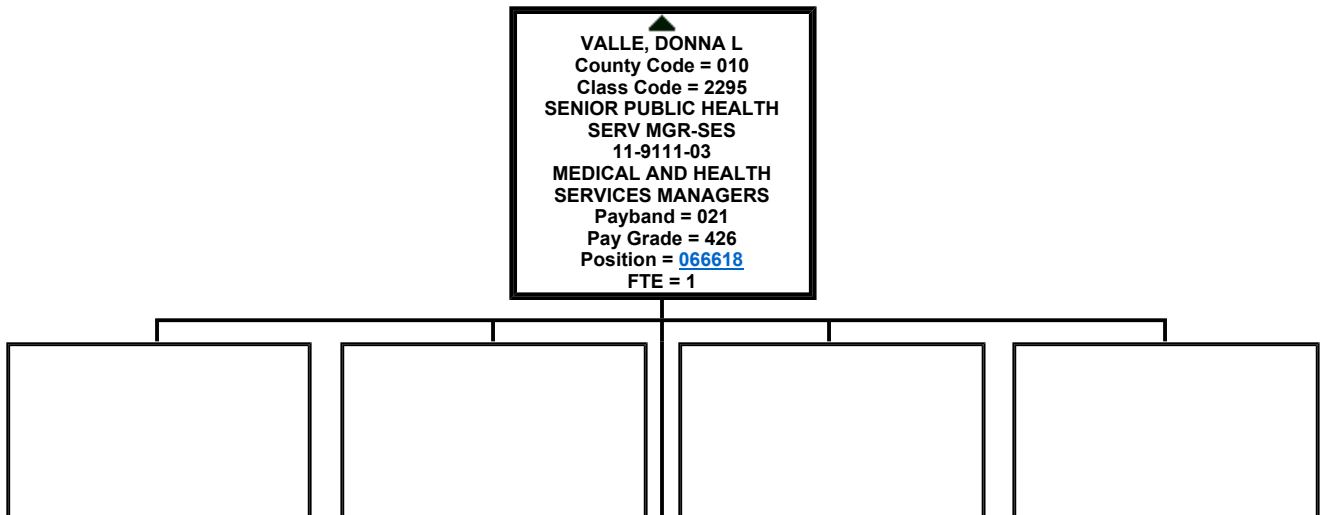 VALLE, DONNA L
County Code = 010
Class Code = 2295
SENIOR PUBLIC HEALTH
SERV MGR-SES
11-9111-03
MEDICAL AND HEALTH
SERVICES MANAGERS
Payband = 021
Pay Grade = 426
Position = 066618
FTE = 1